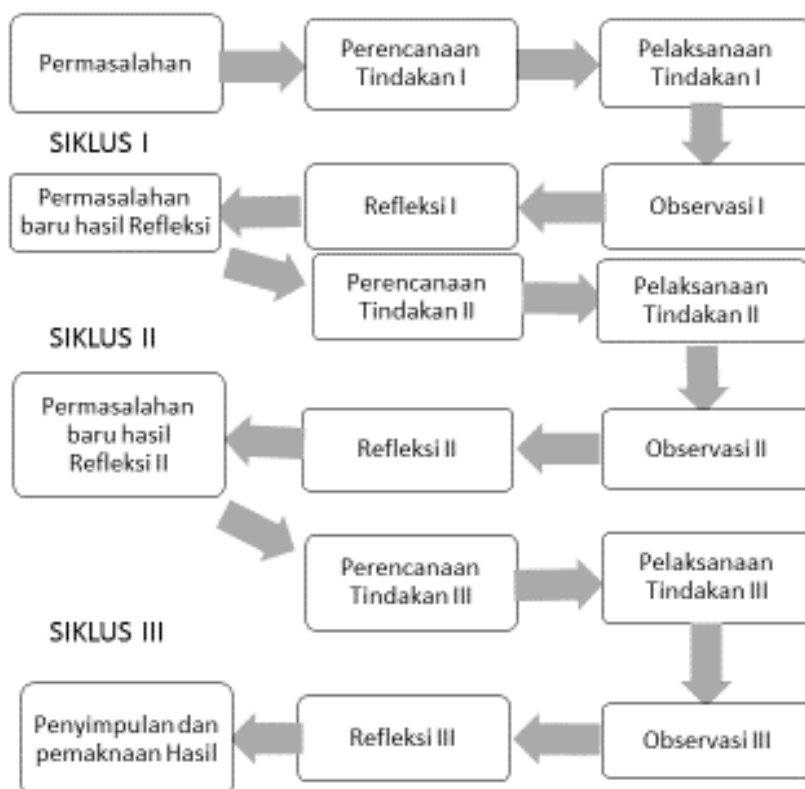 Permasalahan
Perencanaan
Tindakan I
Pelaksanaan
Tindakan I
SIKLUS I
Permasalahan
baru hasil Refleksi
Refleksi I
Observasi I
Perencanaan
Tindakan II
Pelaksanaan
Tindakan II
SIKLUS II
Permasalahan
baru hasil
Refleksi II
Refleksi II
Observasi II
Perencanaan
Tindakan III
Pelaksanaan
Tindakan III
SIKLUS III
Penyimpulan dan
pemaknaan Hasil
Refleksi III
Observasi III